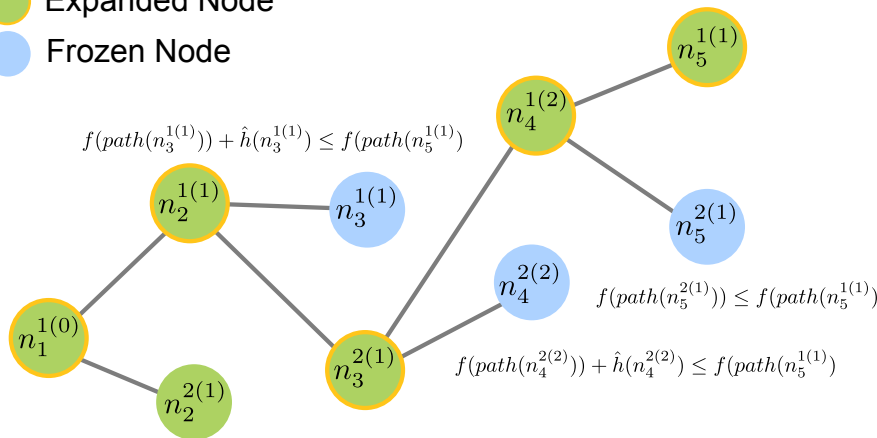 Expanded Node
Frozen Node
n_5^{1(1)}
n_4^{1(2)}
f(path(n_3^{1(1)})) + ĥ(n_3^{1(1)}) ≤ f(path(n_5^{1(1)})
n_2^{1(1)}
n_3^{1(1)}
n_5^{2(1)}
n_4^{2(2)}
f(path(n_5^{2(1)})) ≤ f(path(n_5^{1(1)})
n_1^{1(0)}
n_3^{2(1)}
f(path(n_4^{2(2)})) + ĥ(n_4^{2(2)}) ≤ f(path(n_5^{1(1)})
n_2^{2(1)}